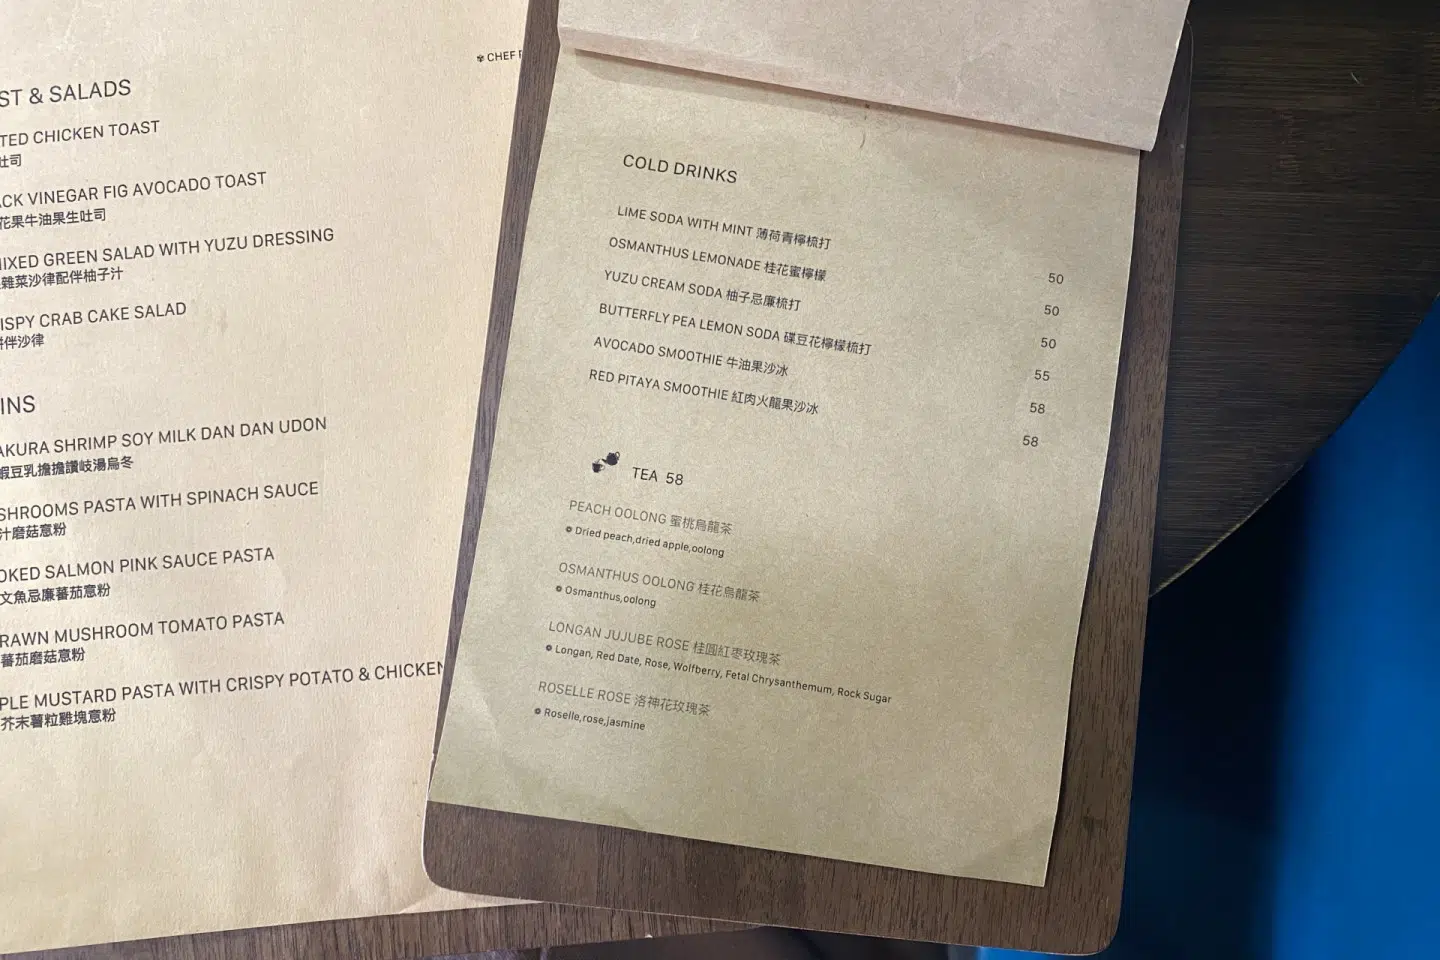 CHEF
ST & SALADS
TED CHICKEN TOAST
吐司
ACK VINEGAR FIG AVOCADO TOAST
花果牛油果生吐司
MIXED GREEN SALAD WITH YUZU DRESSING
雜菜沙律配伴柚子汁
ISPY CRAB CAKE SALAD
餅伴沙律
INS
AKURA SHRIMP SOY MILK DAN DAN UDON
蝦豆乳擔擔讚岐湯烏冬
SHROOMS PASTA WITH SPINACH SAUCE
汁磨菇意粉
OKED SALMON PINK SAUCE PASTA
文魚忌廉蕃茄意粉
RAWN MUSHROOM TOMATO PASTA
蕃茄磨菇意粉
PLE MUSTARD PASTA WITH CRISPY POTATO & CHICKEN
芥末薯粒雞塊意粉
COLD DRINKS
LIME SODA WITH MINT 薄荷青檸梳打 50
OSMANTHUS LEMONADE 桂花蜜檸檬 50
YUZU CREAM SODA 柚子忌廉梳打 50
BUTTERFLY PEA LEMON SODA 碟豆花檸檬梳打 55
AVOCADO SMOOTHIE 牛油果沙冰 58
RED PITAYA SMOOTHIE 紅肉火龍果沙冰 58
TEA 58
PEACH OOLONG 蜜桃烏龍茶
Dried peach,dried apple,oolong
OSMANTHUS OOLONG 桂花烏龍茶
Osmanthus,oolong
LONGAN JUJUBE ROSE 桂圓紅棗玫瑰茶
Longan, Red Date, Rose, Wolfberry, Fetal Chrysanthemum, Rock Sugar
ROSELLE ROSE 洛神花玫瑰茶
Roselle,rose,jasmine